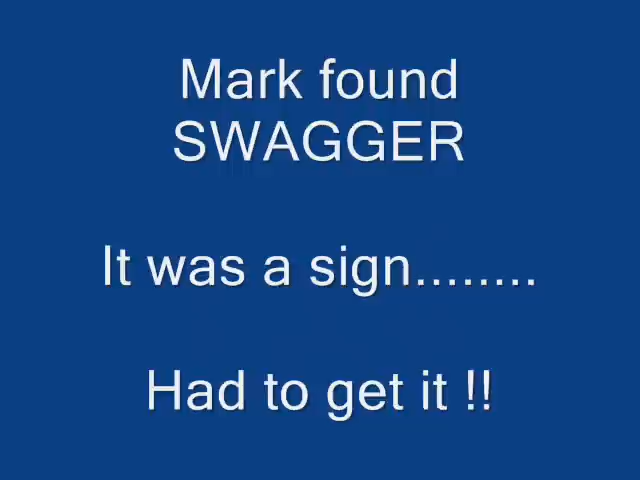 Mark found
SWAGGER
It was a sign........
Had to get it !!